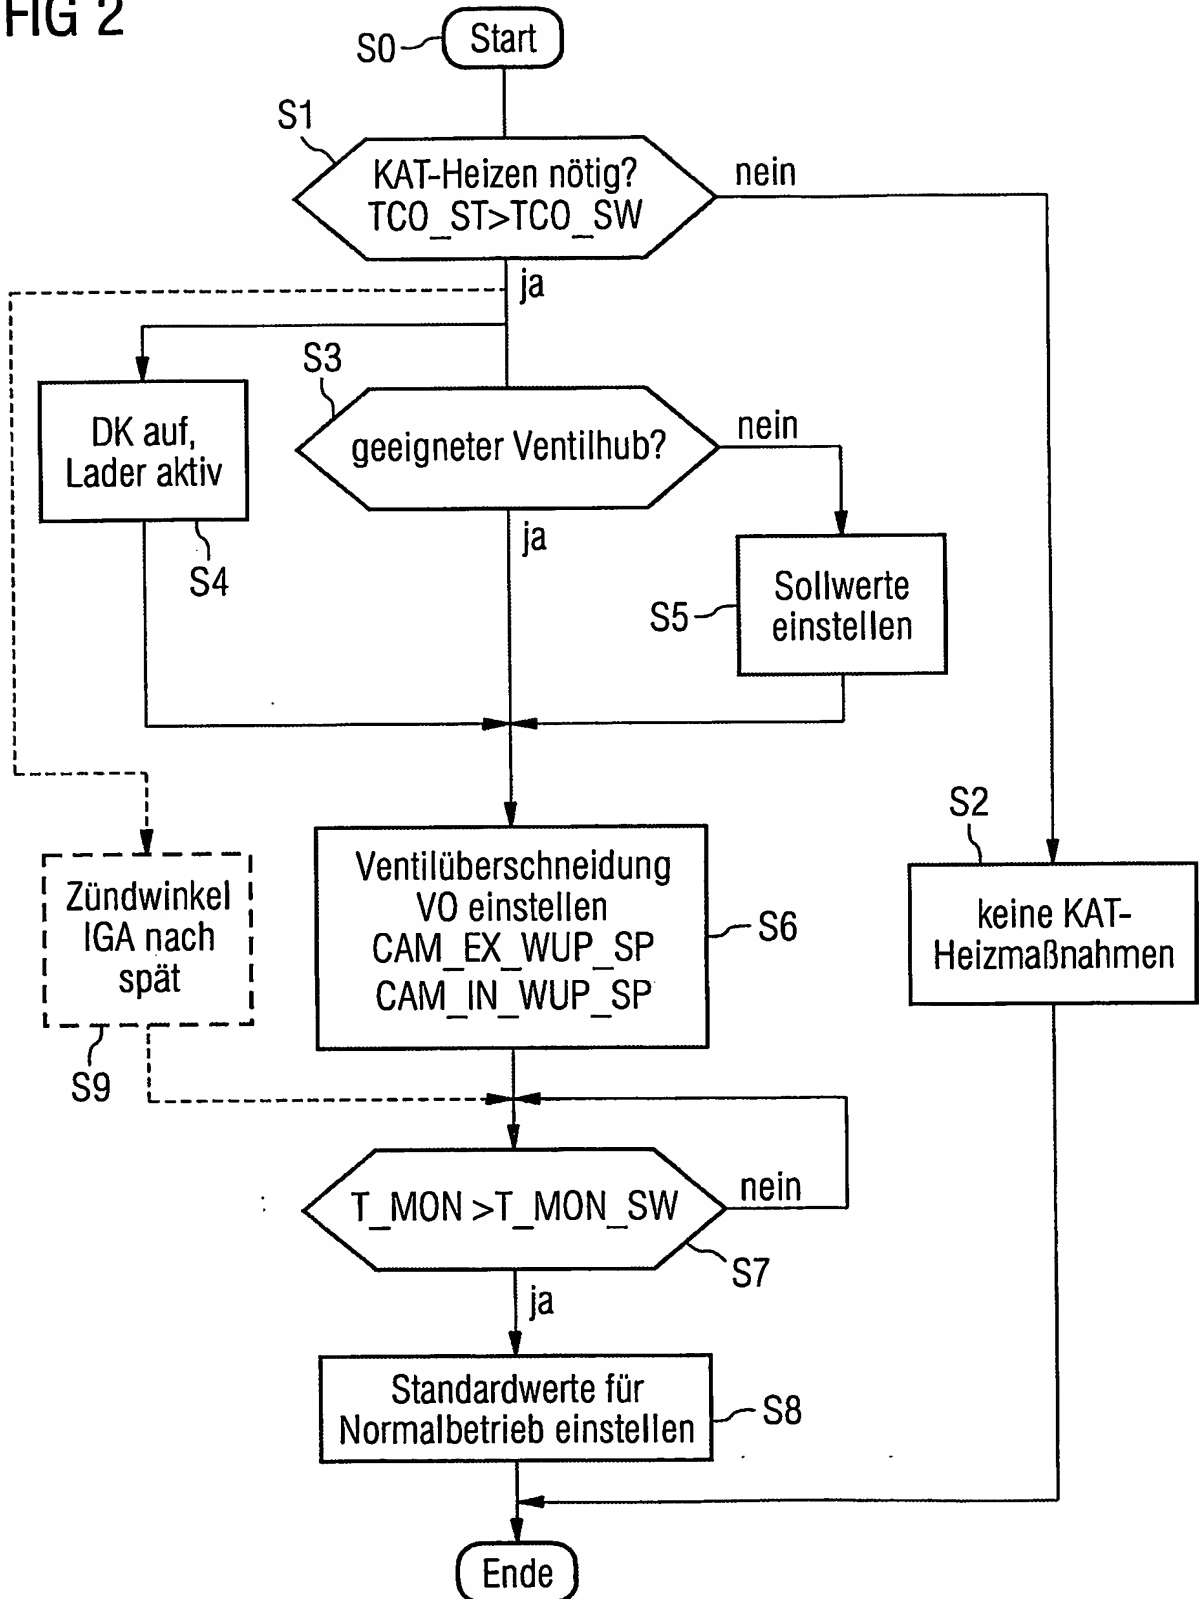 FIG 2
S0
Start
S1
KAT-Heizen nötig?
TCO_ST>TCO_SW
nein
ja
S3
DK auf,
Lader aktiv
S4
geeigneter Ventilhub?
nein
ja
S5
Sollwerte
einstellen
S2
keine KAT-
Heizmaßnahmen
Zündwinkel
IGA nach
spät
S9
Ventilüberschneidung
VO einstellen
CAM_EX_WUP_SP
CAM_IN_WUP_SP
S6
T_MON >T_MON_SW
nein
S7
ja
Standardwerte für
Normalbetrieb einstellen
S8
Ende